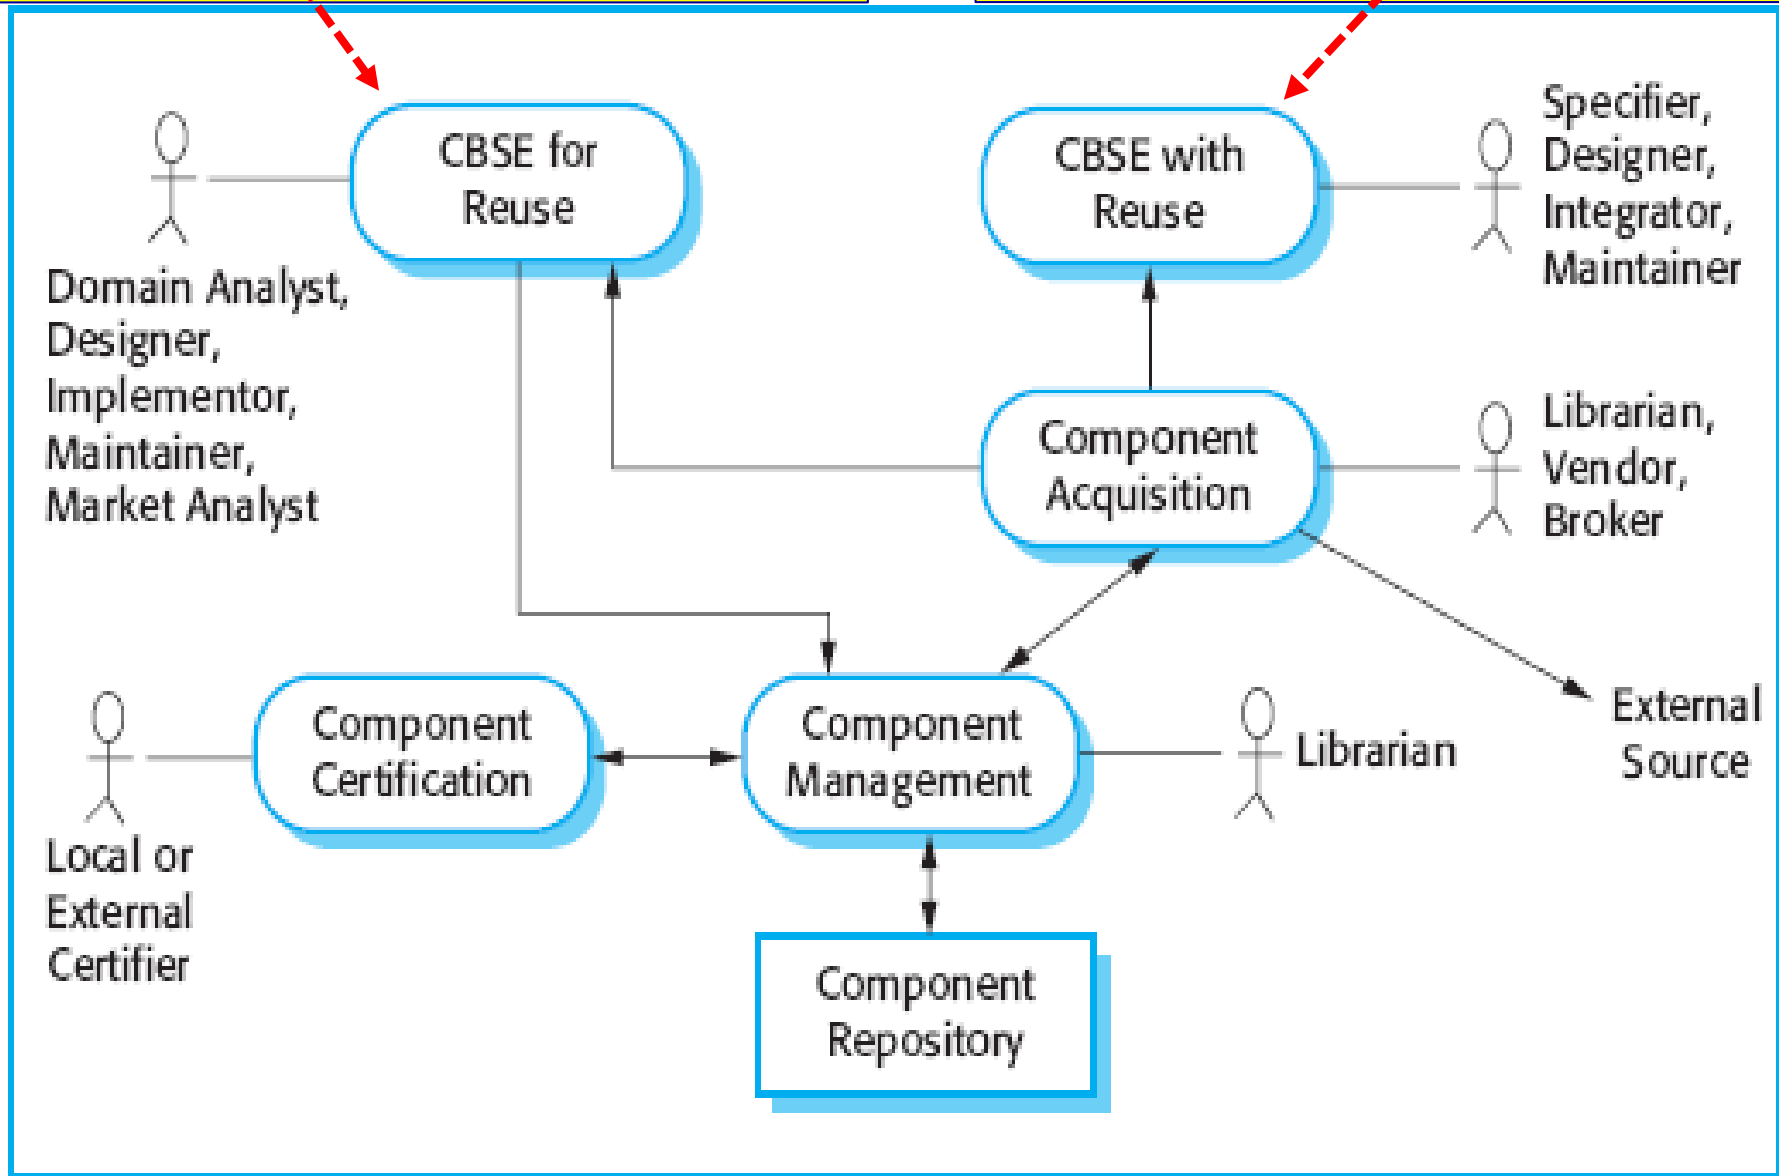 CBSE for
Reuse
CBSE with
Reuse
Specifier,
Designer,
Integrator,
Maintainer
Domain Analyst,
Designer,
Implementor,
Maintainer,
Market Analyst
Component
Acquisition
Librarian,
Vendor,
Broker
Component
Certification
Component
Management
Librarian
External
Source
Local or
External
Certifier
Component
Repository